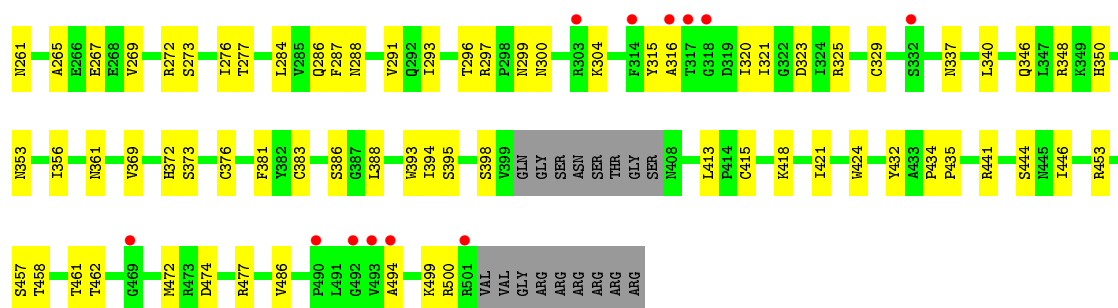 N261 A265 E266 E267 E268 V269 R272 S273 I276 T277 L284 V285 Q286 F287 N288 V291 Q292 I293 T296 R297 P298 N299 N300 R303 K304 F314 Y315 A316 T317 G318 D319 I320 I321 G322 D323 I324 R325 C329 S332 N337 L340 Q346 L347 R348 K349 H350
N353 I356 N361 V369 H372 S373 C376 F381 Y382 C383 S386 G387 L388 W393 I394 S395 S398 V399 GLN GLY SER ASN SER THR GLY SER N408 L413 P414 C415 K418 I421 W424 Y432 A433 P434 P435 R441 S444 N445 I446 R453
S457 T458 T461 T462 G469 M472 R473 D474 R477 V486 P490 L491 G492 V493 A494 K499 R500 R501 VAL VAL GLY ARG ARG ARG ARG ARG ARG